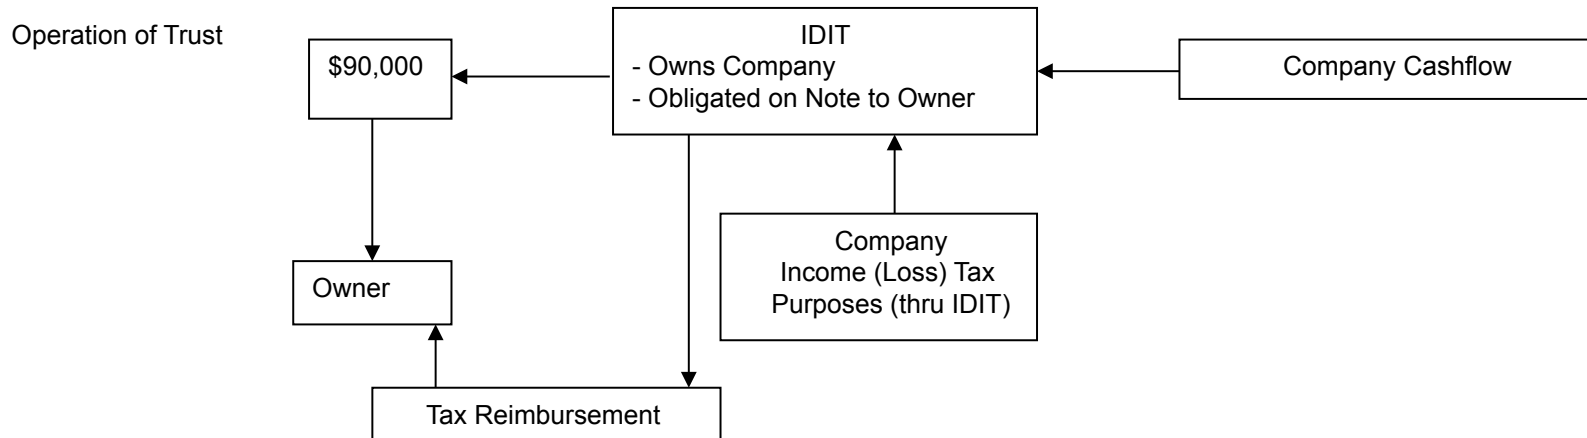 Operation of Trust
$90,000
IDIT
- Owns Company
- Obligated on Note to Owner
Company Cashflow
Company
Income (Loss) Tax
Purposes (thru IDIT)
Owner
Tax Reimbursement